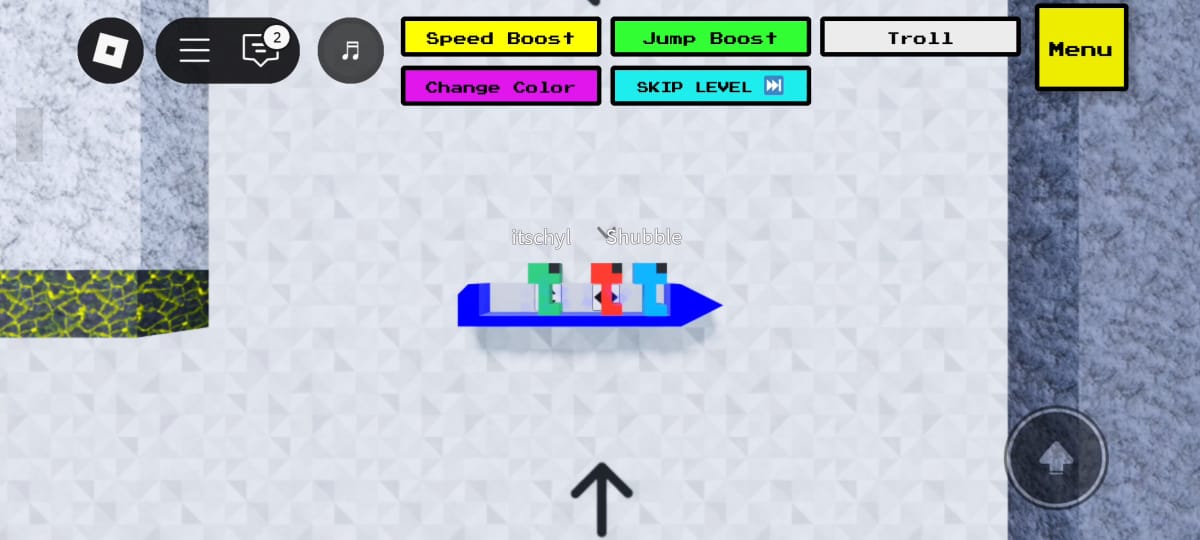 2
Speed Boost
Jump Boost
Troll
Menu
Change Color
SKIP LEVEL ⏭️
itschyl
Shubble